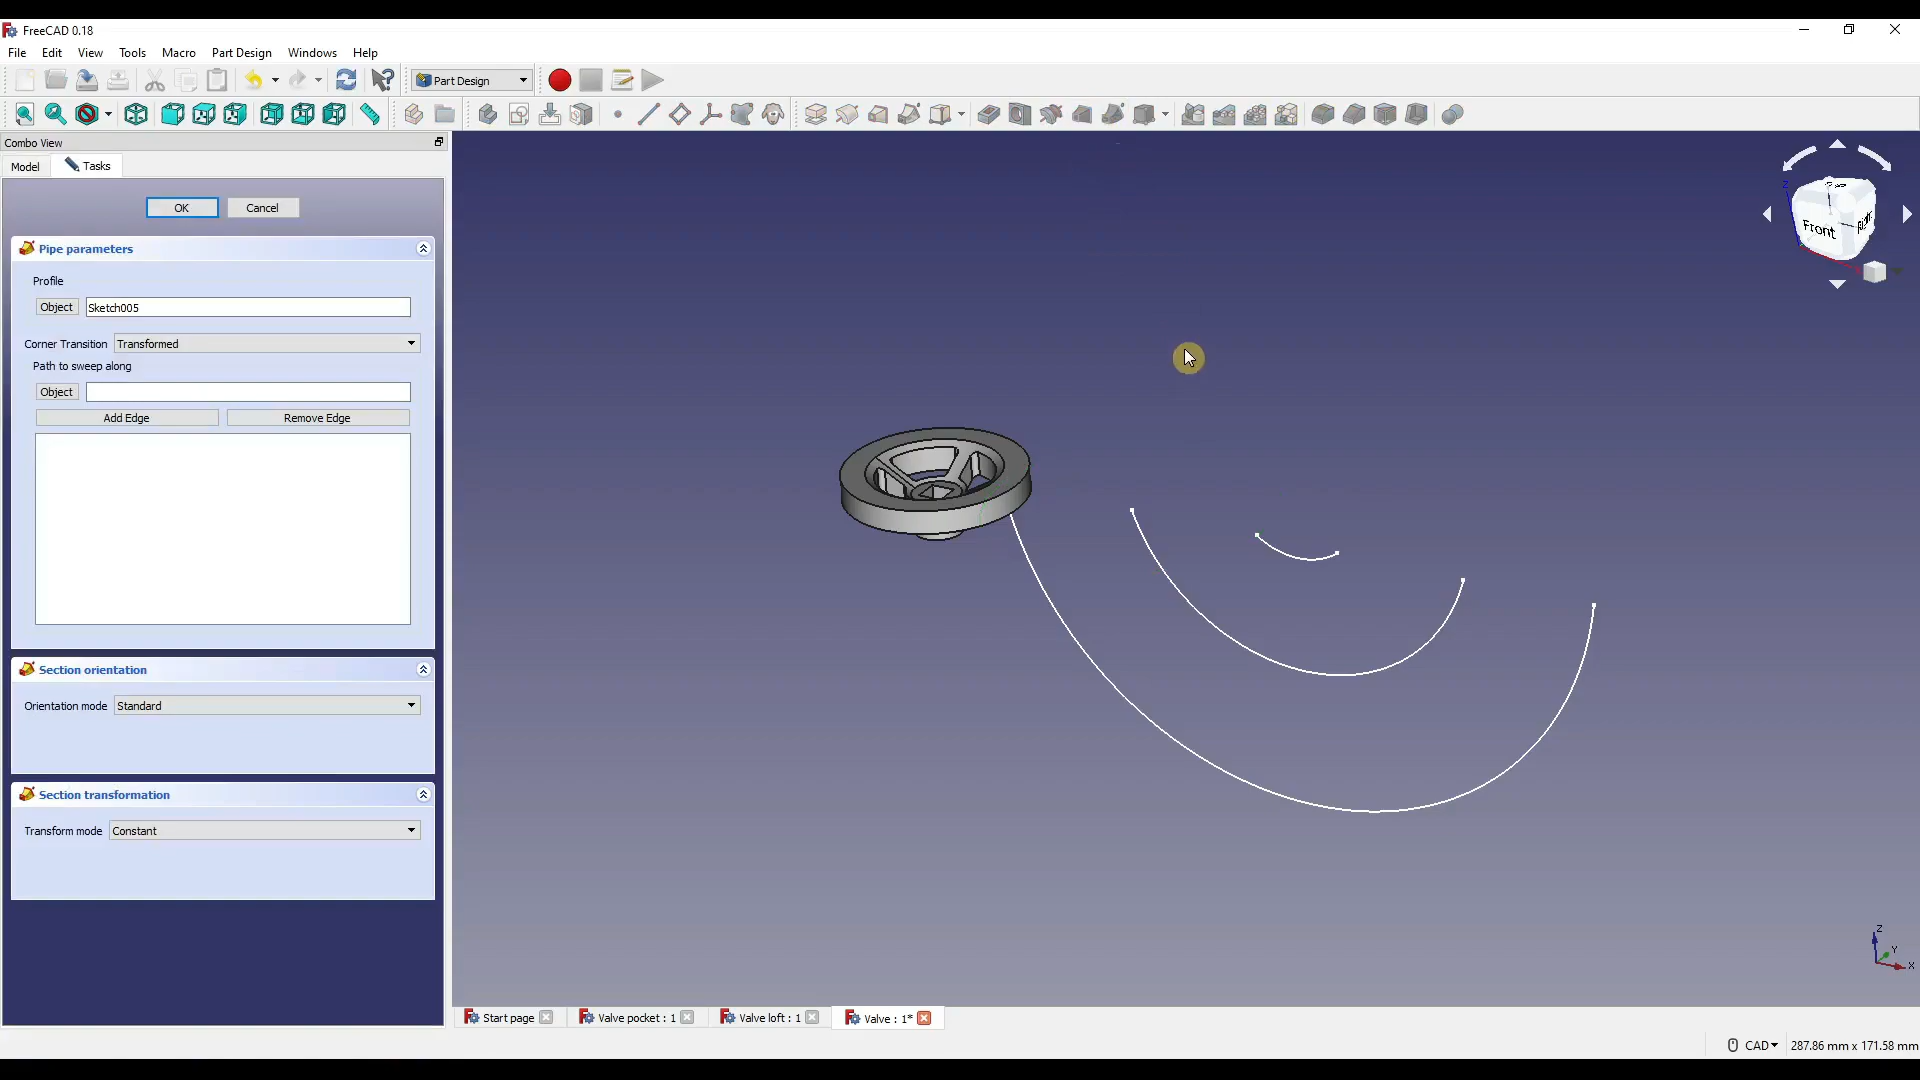 FreeCAD 0.18
File Edit View Tools Macro Part Design Windows Help
Part Design
Combo View
Model Tasks
OK Cancel
Pipe parameters
Profile
Object Sketch005
Corner Transition Transformed
Path to sweep along
Object
Add Edge Remove Edge
Section orientation
Orientation mode Standard
Section transformation
Transform mode Constant
Z
Front Right
Z
Y
X
Start page Valve pocket : 1 Valve loft : 1 Valve : 1*
CAD 287.86 mm x 171.58 mm